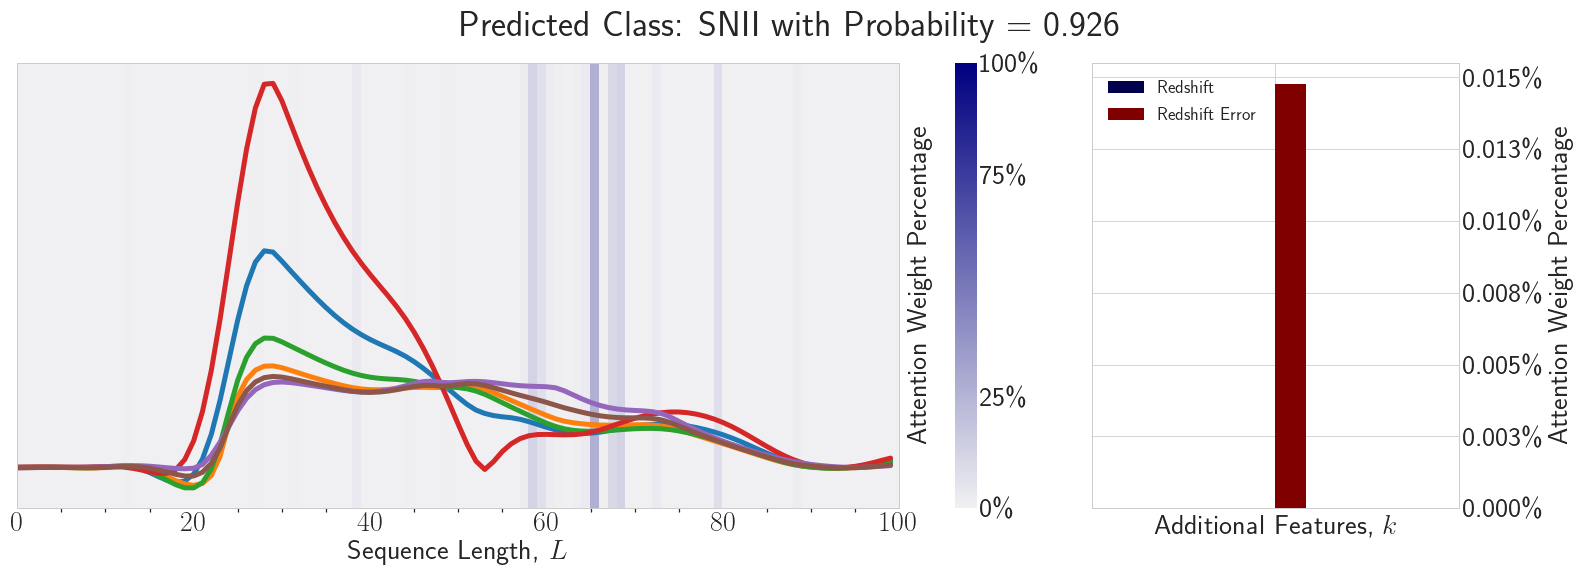 Predicted Class: SNII with Probability = 0.926
0
20
40
60
80
100
Sequence Length, L
100%
75%
25%
0%
Attention Weight Percentage
Redshift
Redshift Error
0.015%
0.013%
0.010%
0.008%
0.005%
0.003%
0.000%
Attention Weight Percentage
Additional Features, k